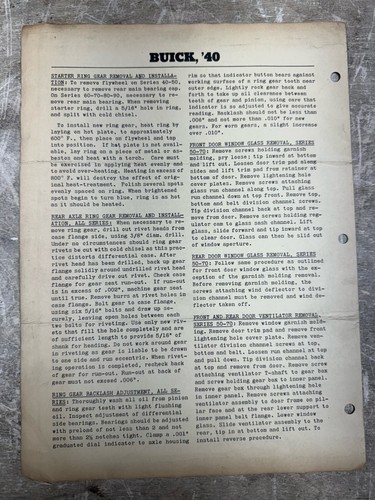 BUICK, '40
STARTER RING GEAR REMOVAL AND INSTALLA-
TION: To remove flywheel on Series 40-50,
necessary to remove rear main bearing cap.
On Series 60-70-80-90, necessary to re-
move rear main bearing. When removing
starter ring, drill a 5/16" hole in ring,
and split with cold chisel.
To install new ring gear, heat ring by
laying on hot plate, to approximately
600° F., then place on flywheel and tap
into position. If hot plate is not availa-
ble, lay ring on a piece of metal or as-
bestos and heat with a torch. Care must
be exercised in applying heat evenly and
to avoid over-heating. Heating in excess of
800° F. will destroy the effect of orig-
inal heat-treatment. Polish several spots
evenly spaced on ring. When brightened
spots begin to turn blue, ring is as hot
as it should be heated.
REAR AXLE RING GEAR REMOVAL AND INSTALL-
ATION, ALL SERIES: When necessary to re-
move ring gear, drill out rivet heads from
case flange side, using 3/8" diam. drill.
Under no circumstances should ring gear
rivets be cut with cold chisel as this prac-
tice distorts differential case. After
rivet head has been drilled, back up gear
flange solidly around undrilled rivet head
and carefully drive out rivet. Check case
flange for gear seat run-out. If run-out
is in excess of .002", machine gear seat
until true. Remove burrs at rivet holes in
case flange. Bolt gear to case flange,
using six 5/16" bolts and draw up se-
curely, leaving open holes between each
two bolts for riveting. Use only new riv-
ets that fill the hole completely and are
of sufficient length to provide 5/16" of
shank for heading. Do not work around gear
in riveting as gear is liable to be down
to one side and run eccentric. When rivet-
ing operation is completed, recheck back
of gear for run-out. Run-out at back of
gear must not exceed .006".
RING GEAR BACKLASH ADJUSTMENT, ALL SE-
RIES: Thoroughly wash all oil from pinion
and ring gear teeth with light flushing
oil. Inspect adjustment of differential
side bearings. Bearings should be adjusted
with preload of not less than 2 and not
more than 2½ notches tight. Clamp a .001"
graduated dial indicator to axle housing
rim so that indicator button bears against
working surface of a ring gear tooth near
outer edge. Lightly rock gear back and
forth to take up all clearance between
teeth of gear and pinion, using care that
indicator is so adjusted to give accurate
reading. Backlash should not be less than
.006" and not more than .010" for new
gears. For worn gears, a slight increase
over .010".
FRONT DOOR WINDOW GLASS REMOVAL, SERIES
50-70: Remove screws holding garnish
molding, pry loose; tip inward at bottom
and lift out. Loosen door trim pad along
sides and lift trim pad from retainer at
bottom of door. Remove lightening hole
cover plates. Remove screws attaching
glass run channel along top. Pull glass
run channel down at top front. Remove top,
bottom and belt division channel screws.
Tip division channel back at top and re-
move from door. Remove screws holding reg-
ulator cam to glass sash channel. Lift
glass, slide forward and tip inward at top
to clear door. Glass can then be slid out
of window aperture.
REAR DOOR WINDOW GLASS REMOVAL, SERIES
50-70: Follow same procedure as outlined
for front door window glass with the ex-
ception of the garnish molding removal.
Before removing garnish molding, the
screws attaching wind deflector to divi-
sion channel must be removed and wind de-
flector taken off.
FRONT AND REAR DOOR VENTILATOR REMOVAL,
SERIES 50-70: Remove window garnish mold-
ing. Remove door trim pad and remove front
lightening hole cover plate. Remove ven-
tilator division channel screws at top,
bottom and belt. Loosen run channel at top
and pull down. Tip division channel back
at top and remove from door. Remove screw
attaching ventilator T-shaft to gear box
and screw holding gear box to inner panel.
Remove gear box through lightening hole
in inner panel. Remove screws attaching
ventilator assembly to door frame on pil-
lar face and at the rear lower support to
inner panel belt flange. Lower window
glass. Slide ventilator assembly to the
rear, tip in at bottom and lift out. To
install reverse procedure.